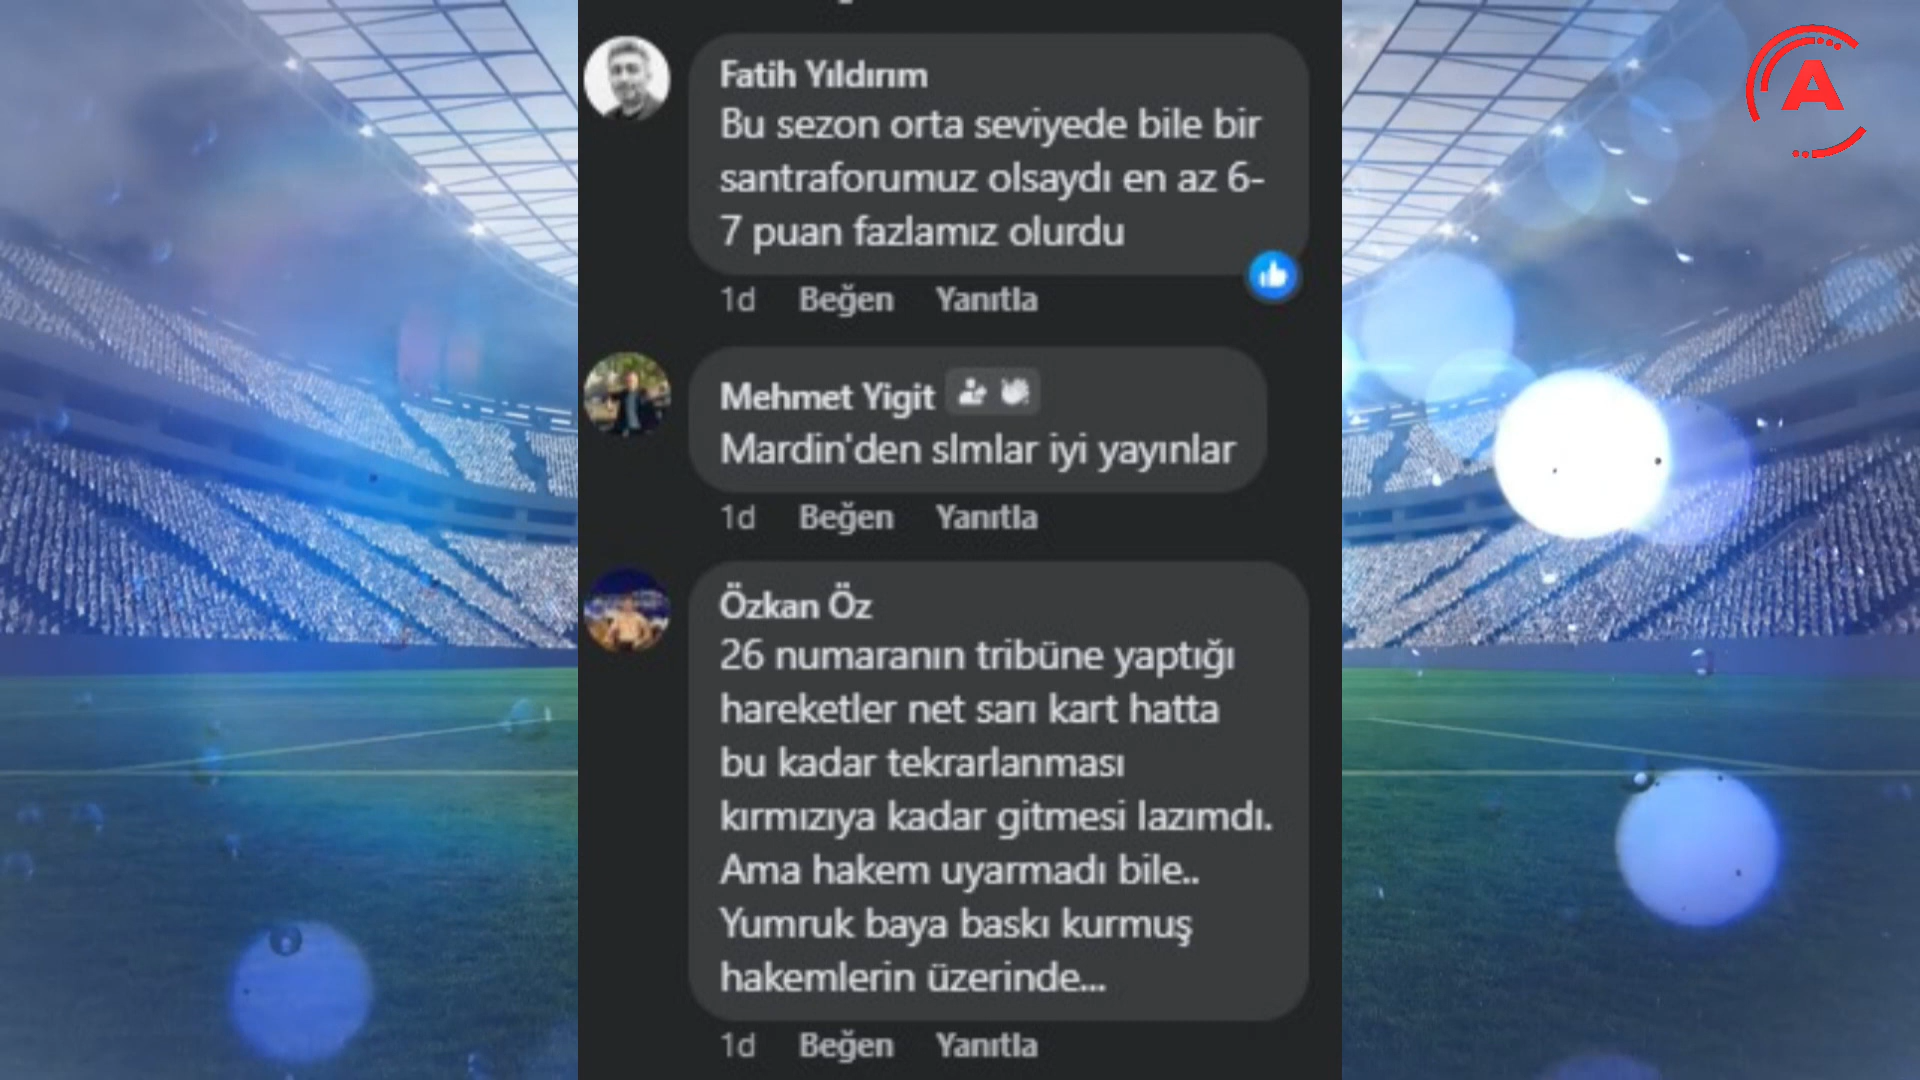 Fatih Yıldırım
Bu sezon orta seviyede bile bir
santraforumuz olsaydı en az 6-
7 puan fazlamız olurdu
1d Beğen Yanıtla
Mehmet Yigit
Mardin'den slmlar iyi yayınlar
1d Beğen Yanıtla
Özkan Öz
26 numaranın tribüne yaptığı
hareketler net sarı kart hatta
bu kadar tekrarlanması
kırmızıya kadar gitmesi lazımdı.
Ama hakem uyarmadı bile..
Yumruk baya baskı kurmuş
hakemlerin üzerinde...
1d Beğen Yanıtla
A